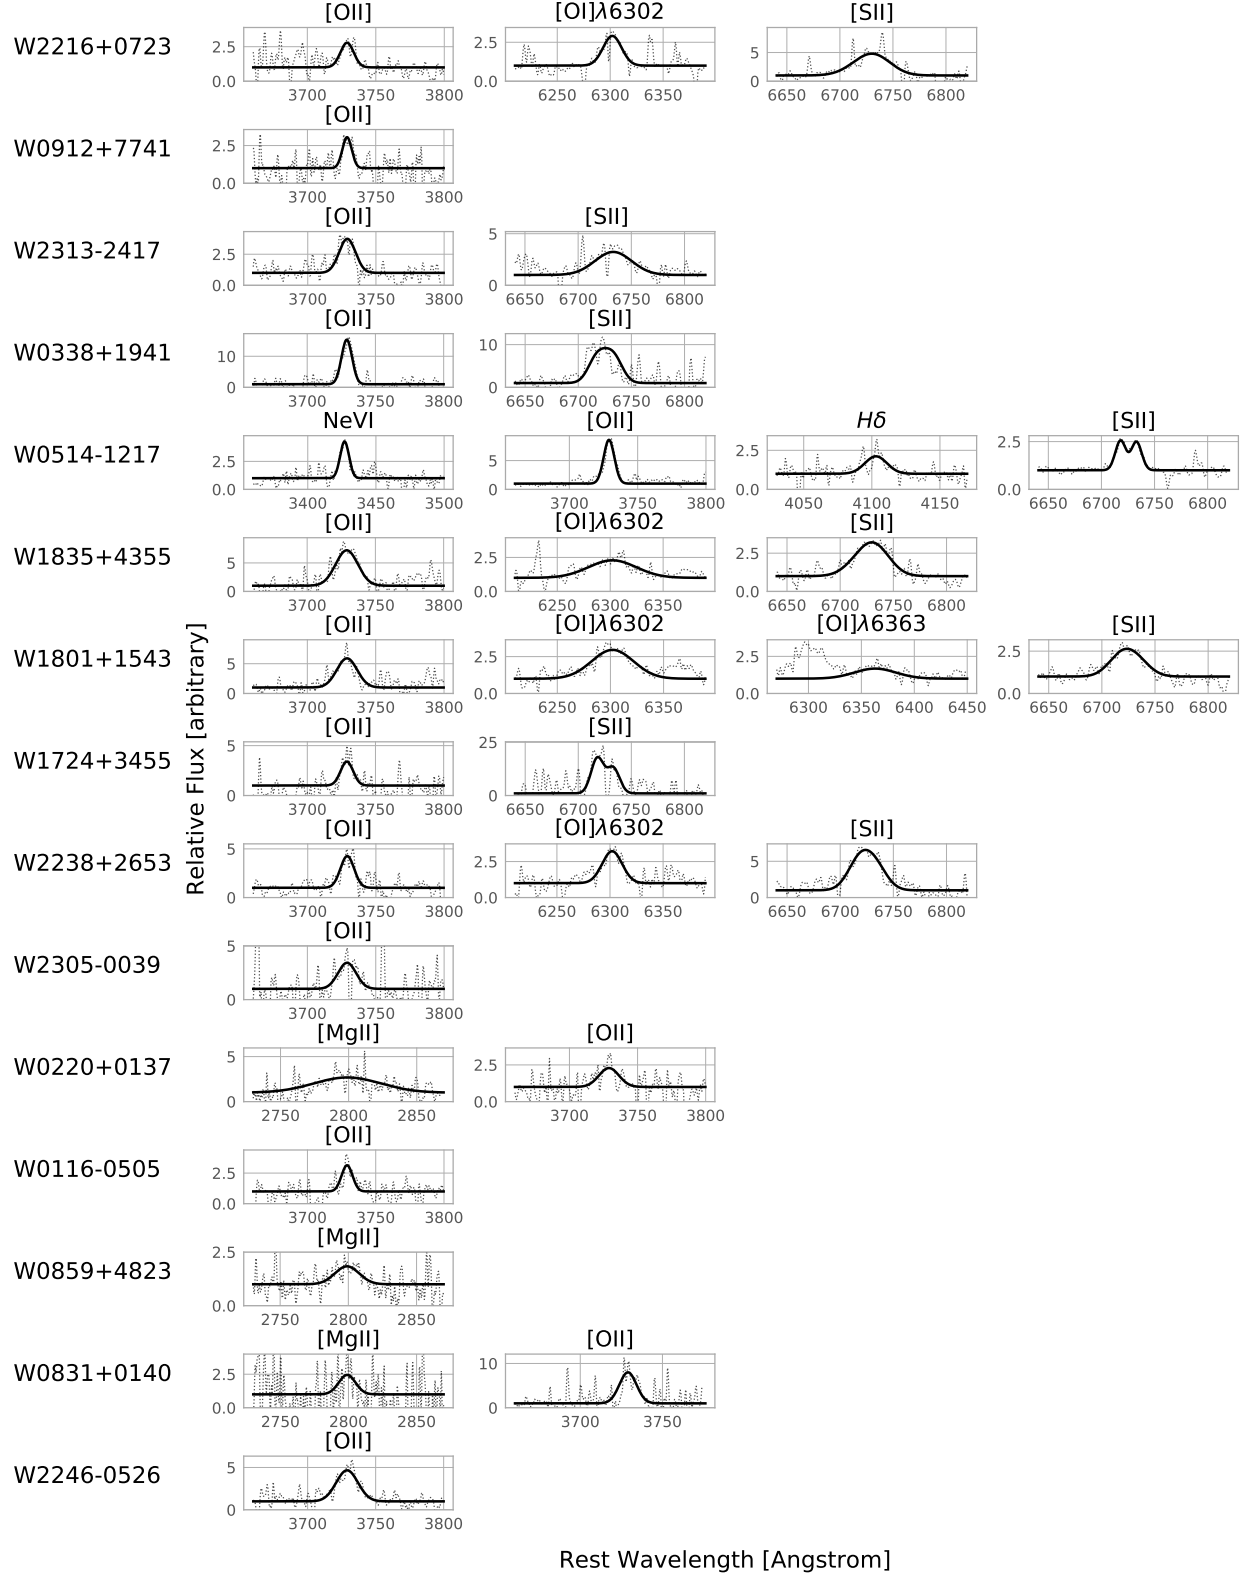 [OII] [OI]λ6302 [SII]
W2216+0723
2.5 2.5 5
0.0 0.0 0
3700 3750 3800 6250 6300 6350 6650 6700 6750 6800
[OII]
W0912+7741
2.5
0.0
3700 3750 3800
[OII] [SII]
W2313-2417
2.5 5
0.0 0
3700 3750 3800 6650 6700 6750 6800
[OII] [SII]
W0338+1941
10 10
0 0
3700 3750 3800 6650 6700 6750 6800
NeVI [OII] Hδ [SII]
W0514-1217
2.5 5 2.5 2.5
0.0 0 0.0 0.0
3400 3450 3500 3700 3750 3800 4050 4100 4150 6650 6700 6750 6800
[OII] [OI]λ6302 [SII]
W1835+4355
5 2.5 2.5
0 0.0 0.0
3700 3750 3800 6250 6300 6350 6650 6700 6750 6800
[OII] [OI]λ6302 [OI]λ6363 [SII]
W1801+1543
5 2.5 2.5 2.5
0 0.0 0.0 0.0
3700 3750 3800 6250 6300 6350 6300 6350 6400 6450 6650 6700 6750 6800
Relative Flux [arbitrary]
[OII] [SII]
W1724+3455
5 25
0 0
3700 3750 3800 6650 6700 6750 6800
[OII] [OI]λ6302 [SII]
W2238+2653
5 2.5 5
0 0.0 0
3700 3750 3800 6250 6300 6350 6650 6700 6750 6800
[OII]
W2305-0039
5
0
3700 3750 3800
[MgII] [OII]
W0220+0137
5 2.5
0 0.0
2750 2800 2850 3700 3750 3800
[OII]
W0116-0505
2.5
0.0
3700 3750 3800
[MgII]
W0859+4823
2.5
0.0
2750 2800 2850
[MgII] [OII]
W0831+0140
2.5 10
0.0 0
2750 2800 2850 3700 3750
[OII]
W2246-0526
5
0
3700 3750 3800
Rest Wavelength [Angstrom]